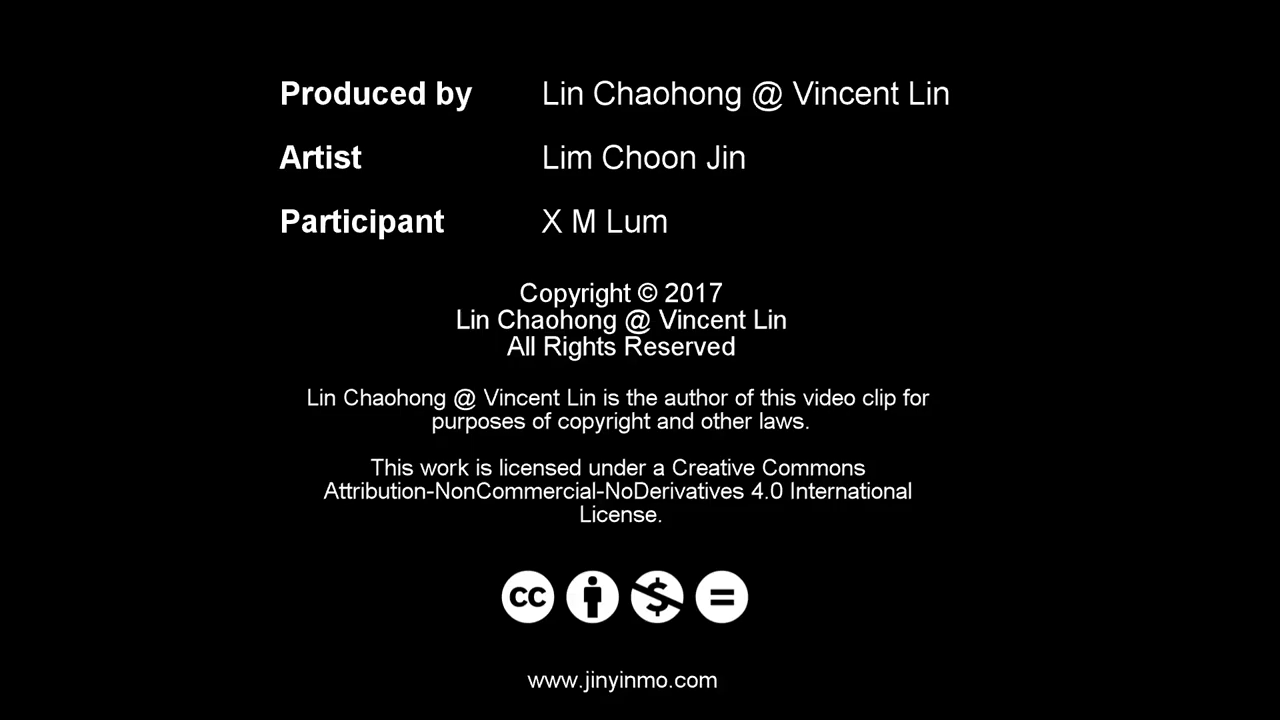 Produced by Lin Chaohong @ Vincent Lin
Artist Lim Choon Jin
Participant X M Lum
Copyright © 2017
Lin Chaohong @ Vincent Lin
All Rights Reserved
Lin Chaohong @ Vincent Lin is the author of this video clip for
purposes of copyright and other laws.
This work is licensed under a Creative Commons
Attribution-NonCommercial-NoDerivatives 4.0 International
License.
cc $ =
www.jinyinmo.com